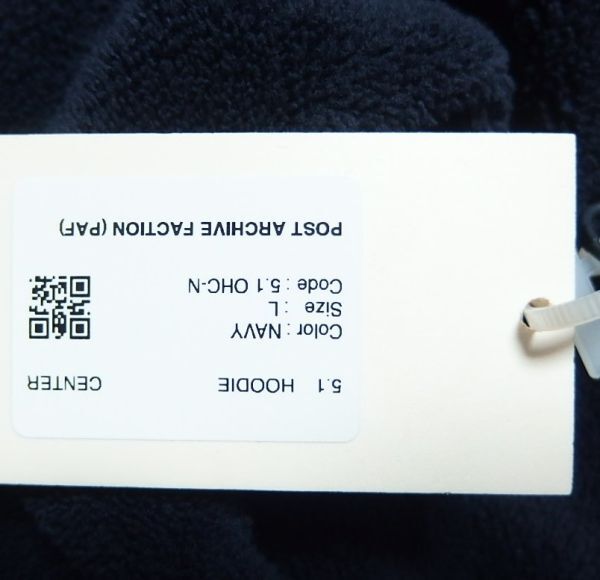 5.1 HOODIE CENTER
Color : NAVY
Size : L
Code : 5.1 OHC-N
POST ARCHIVE FACTION (PAF)